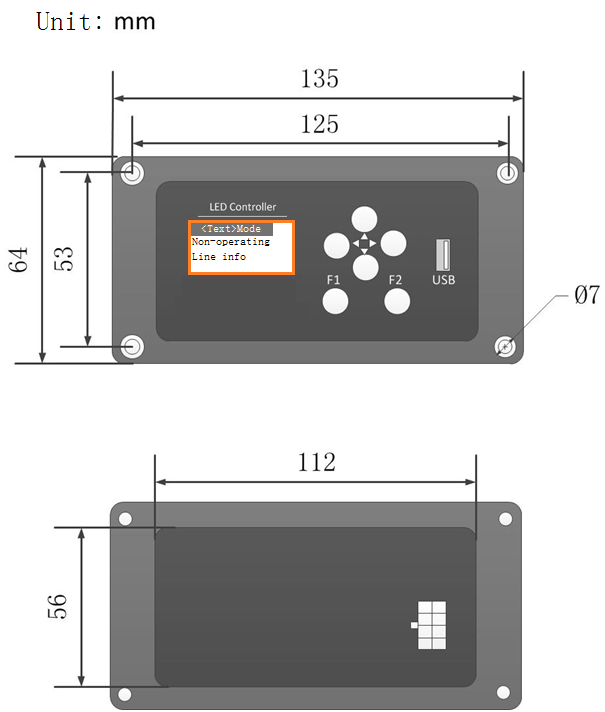 Unit: mm
135
125
64
53
LED Controller
<Text>Mode
Non-operating
Line info
F1
F2
USB
Ø7
112
56